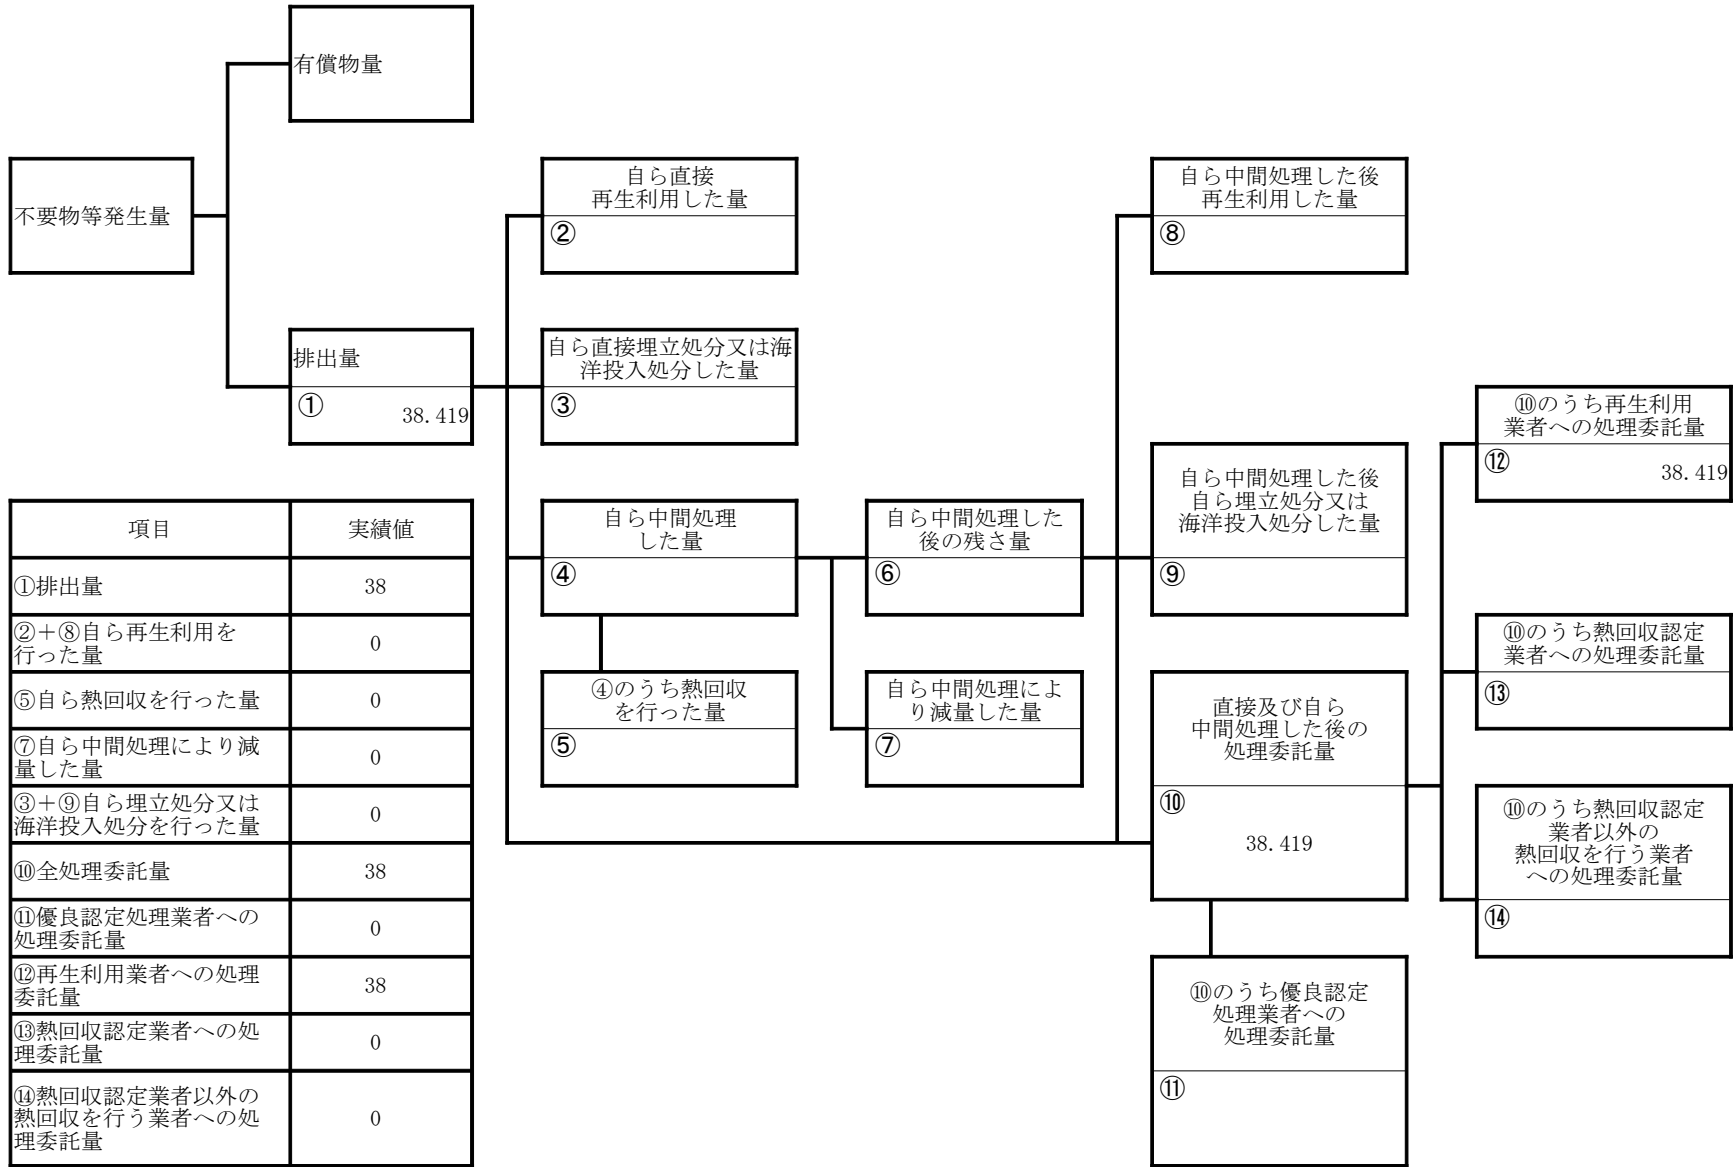 有償物量
不要物等発生量
自ら直接
再生利用した量
②
自ら中間処理した後
再生利用した量
⑧
排出量
①
38.419
自ら直接埋立処分又は海
洋投入処分した量
③
⑩のうち再生利用
業者への処理委託量
⑫
38.419
自ら中間処理した後
自ら埋立処分又は
海洋投入処分した量
⑨
自ら中間処理
した量
④
自ら中間処理した
後の残さ量
⑥
⑩のうち熱回収認定
業者への処理委託量
⑬
④のうち熱回収
を行った量
⑤
自ら中間処理によ
り減量した量
⑦
直接及び自ら
中間処理した後の
処理委託量
⑩
38.419
⑩のうち熱回収認定
業者以外の
熱回収を行う業者
への処理委託量
⑭
⑩のうち優良認定
処理業者への
処理委託量
⑪
項目 実績値
①排出量 38
②+⑧自ら再生利用を
行った量 0
⑤自ら熱回収を行った量 0
⑦自ら中間処理により減
量した量 0
③+⑨自ら埋立処分又は
海洋投入処分を行った量 0
⑩全処理委託量 38
⑪優良認定処理業者への
処理委託量 0
⑫再生利用業者への処理
委託量 38
⑬熱回収認定業者への処
理委託量 0
⑭熱回収認定業者以外の
熱回収を行う業者への処
理委託量 0